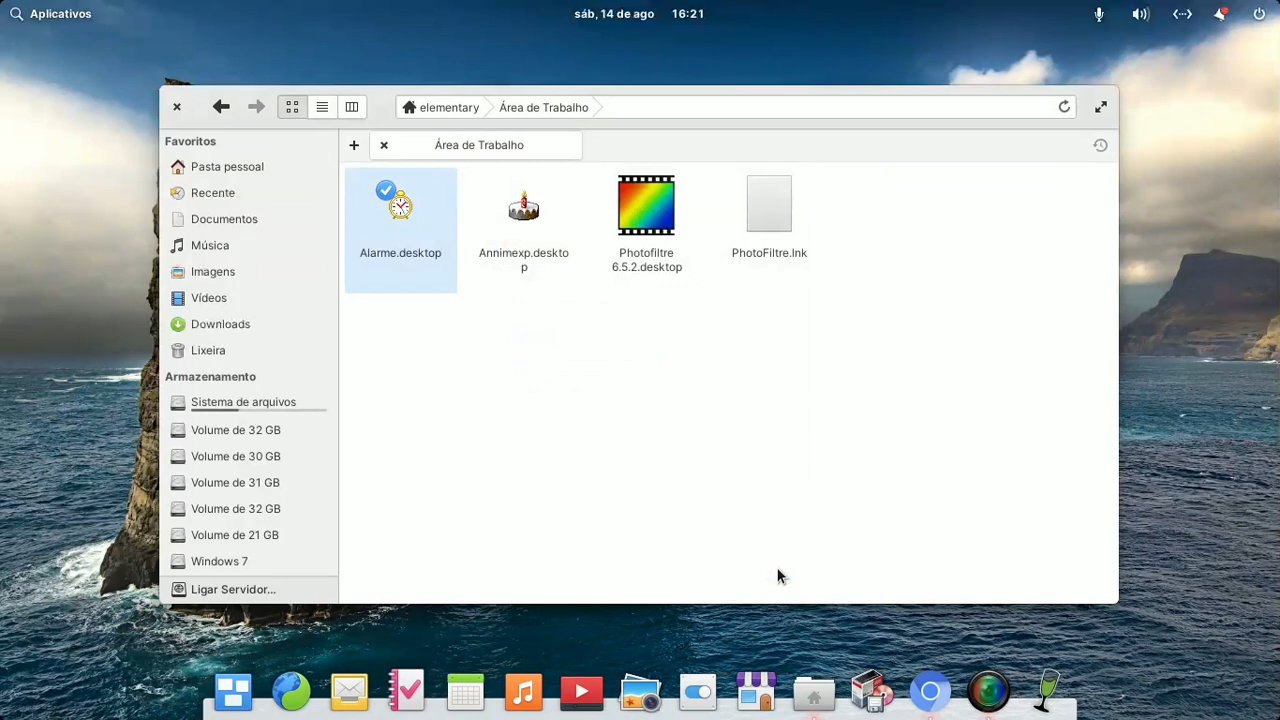 Aplicativos
sáb, 14 de ago 16:21
elementary
Área de Trabalho
Favoritos
Pasta pessoal
Recente
Documentos
Música
Imagens
Vídeos
Downloads
Lixeira
Armazenamento
Sistema de arquivos
Volume de 32 GB
Volume de 30 GB
Volume de 31 GB
Volume de 32 GB
Volume de 21 GB
Windows 7
Ligar Servidor...
Área de Trabalho
Alarme.desktop
Annimexp.deskto
p
Photofiltre
6.5.2.desktop
PhotoFiltre.lnk